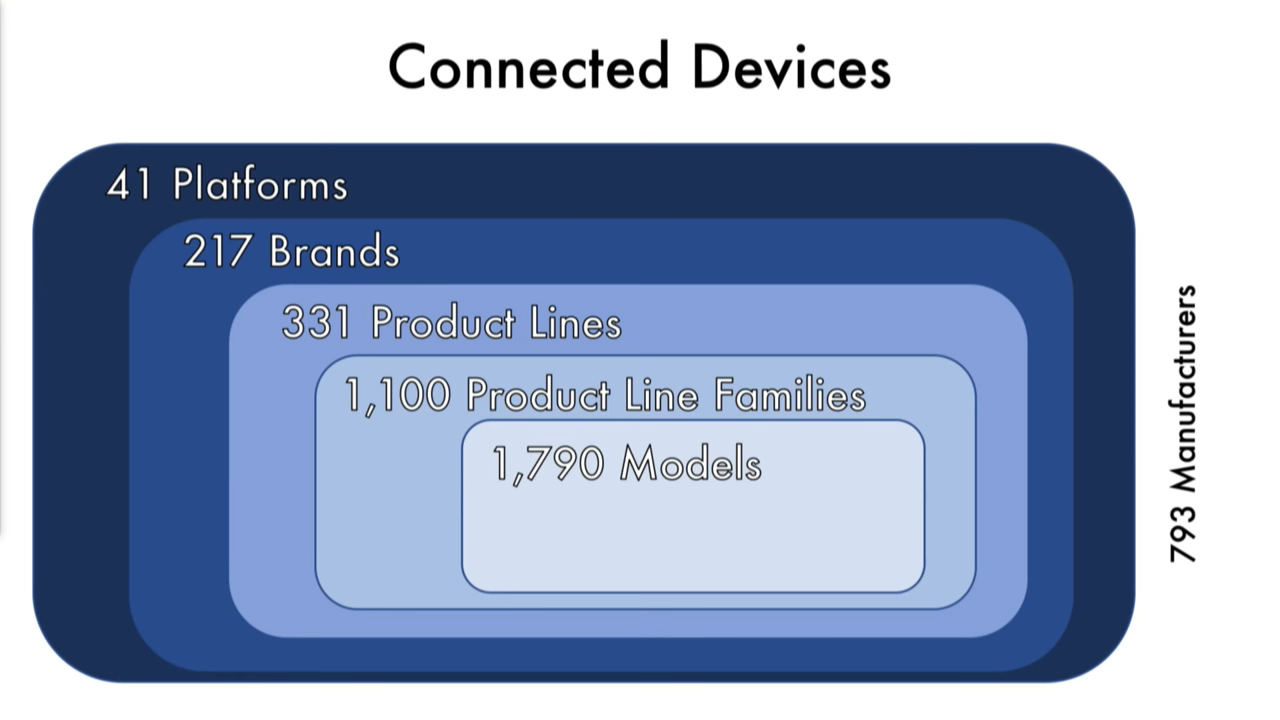 Connected Devices
41 Platforms
217 Brands
331 Product Lines
1,100 Product Line Families
1,790 Models
793 Manufacturers